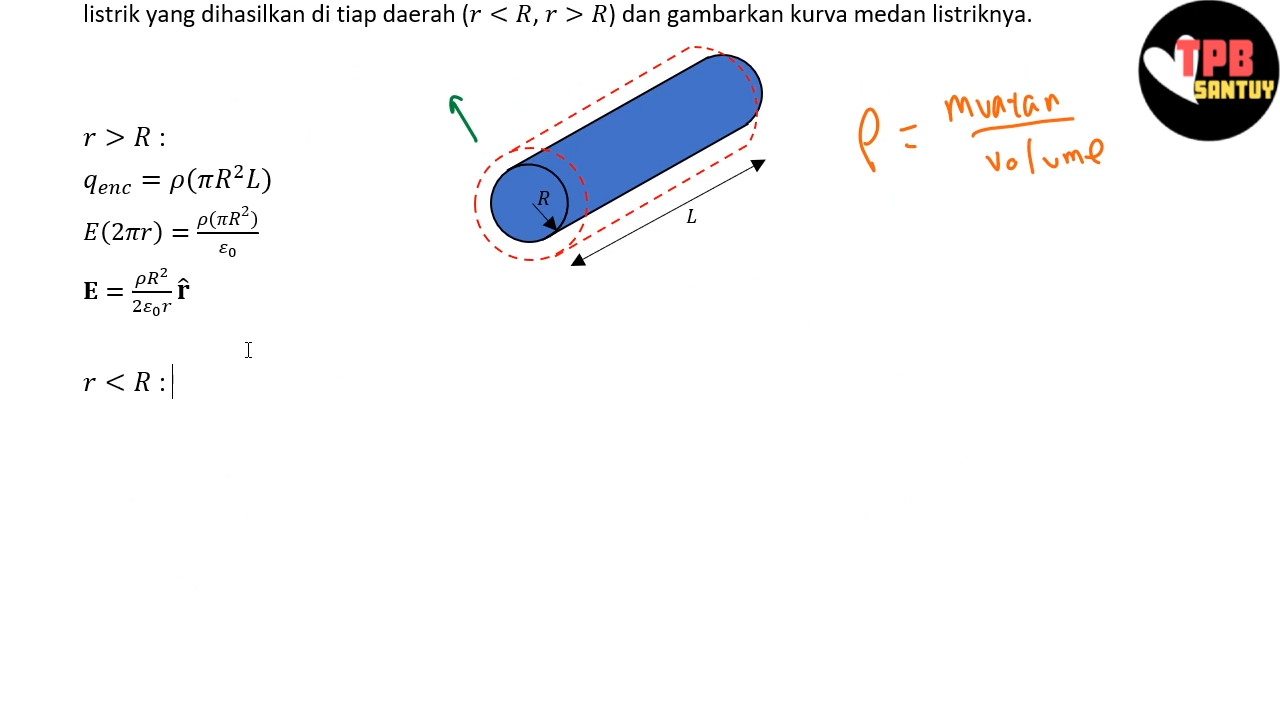 listrik yang dihasilkan di tiap daerah (r < R, r > R) dan gambarkan kurva medan listriknya.
TPB
SANTUY
r > R :
q_enc = ρ(πR²L)
E(2πr) = ρ(πR²)/ε₀
𝐄 = ρR²/2ε₀r 𝐫̂
r < R :
R
L
ρ = muatan/volume